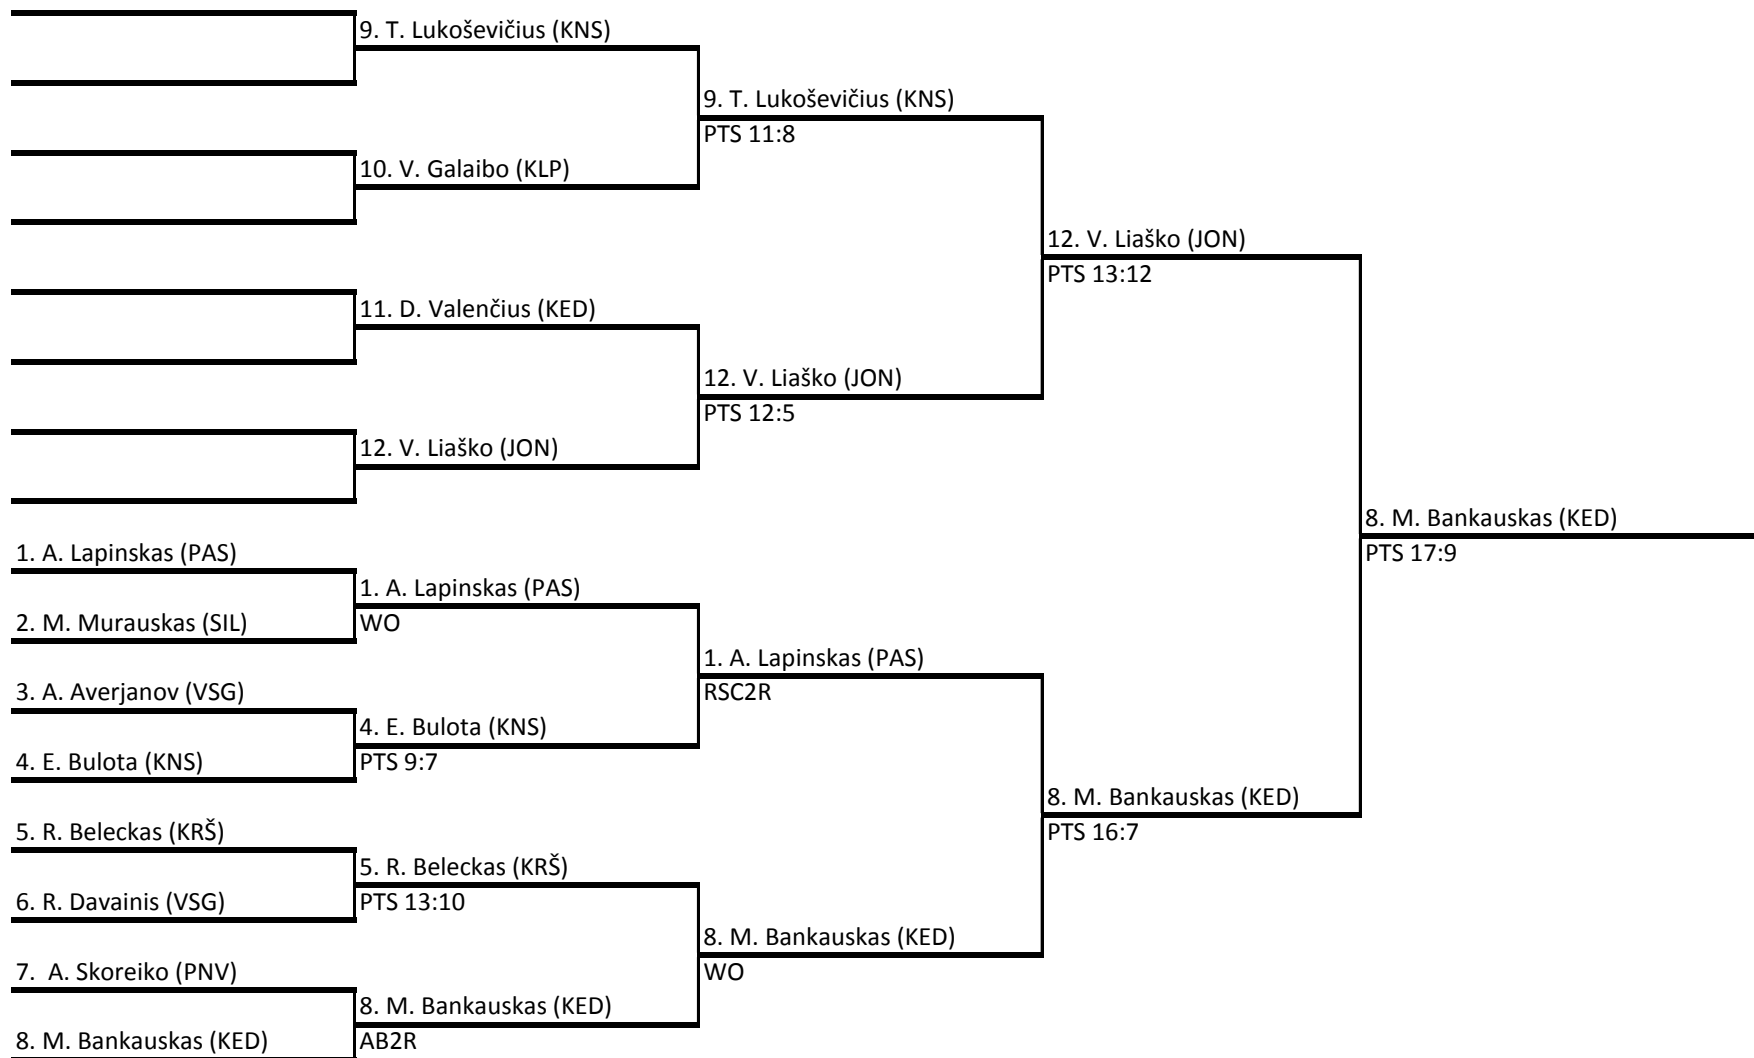 9. T. Lukoševičius (KNS)
9. T. Lukoševičius (KNS)
PTS 11:8
10. V. Galaibo (KLP)
12. V. Liaško (JON)
PTS 13:12
11. D. Valenčius (KED)
12. V. Liaško (JON)
PTS 12:5
12. V. Liaško (JON)
8. M. Bankauskas (KED)
PTS 17:9
1. A. Lapinskas (PAS)
1. A. Lapinskas (PAS)
2. M. Murauskas (SIL)
WO
1. A. Lapinskas (PAS)
RSC2R
3. A. Averjanov (VSG)
4. E. Bulota (KNS)
4. E. Bulota (KNS)
PTS 9:7
8. M. Bankauskas (KED)
PTS 16:7
5. R. Beleckas (KRŠ)
5. R. Beleckas (KRŠ)
6. R. Davainis (VSG)
PTS 13:10
8. M. Bankauskas (KED)
WO
7. A. Skoreiko (PNV)
8. M. Bankauskas (KED)
8. M. Bankauskas (KED)
AB2R